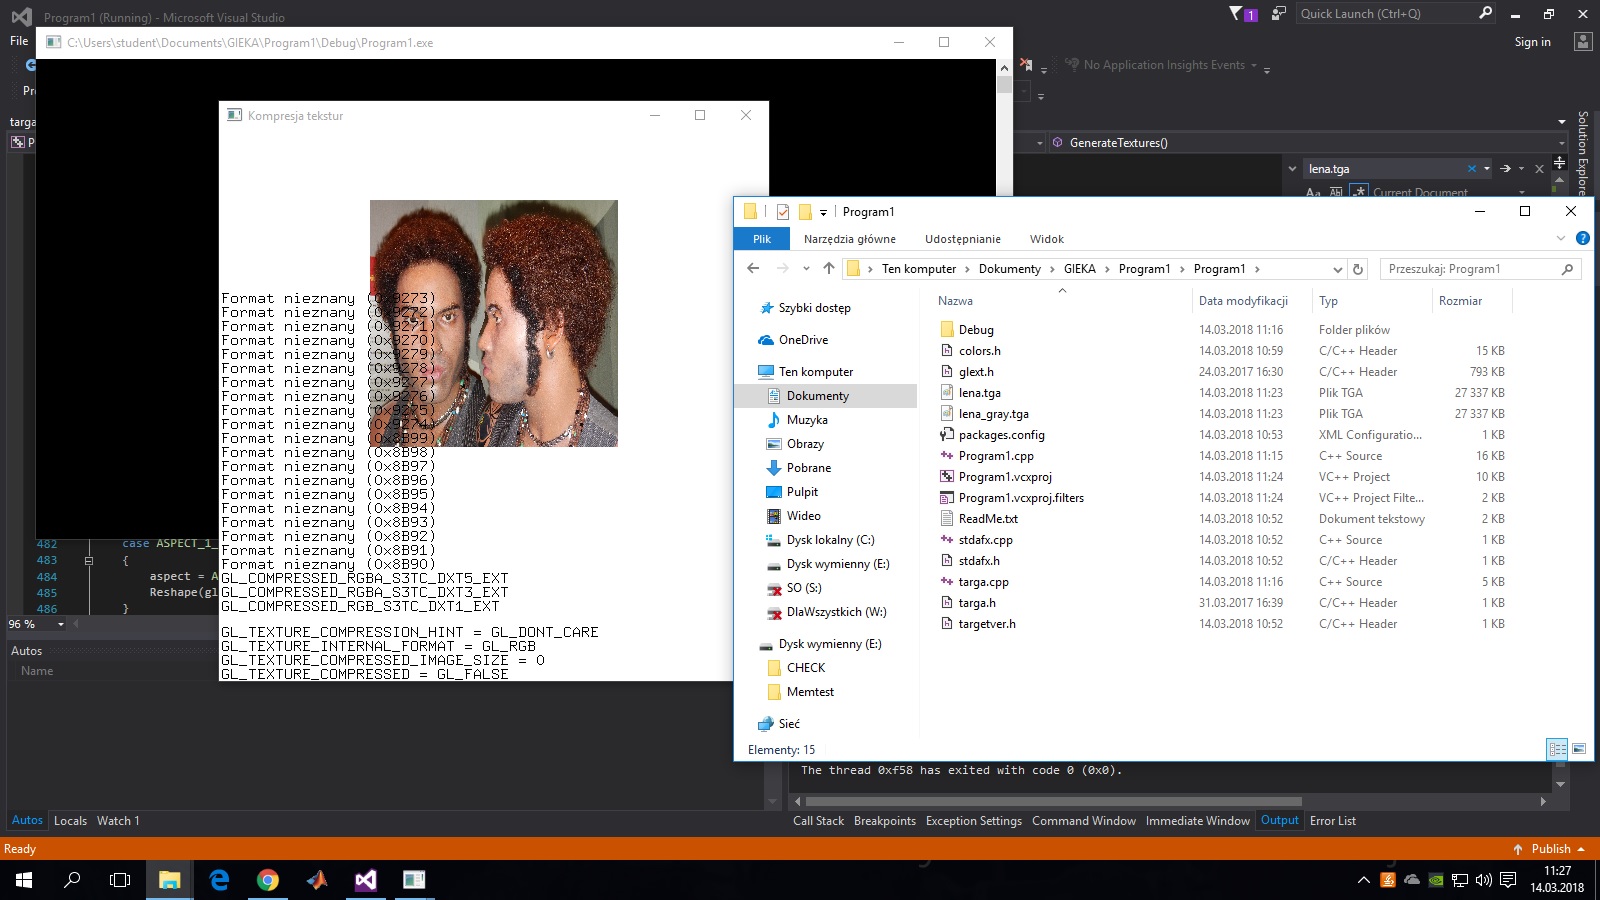 Program1 (Running) - Microsoft Visual Studio
1
Quick Launch (Ctrl+Q)
File
Sign in
C:\Users\student\Documents\GIEKA\Program1\Debug\Program1.exe
No Application Insights Events
Pr
targa
P
GenerateTextures()
Solution Explorer
lena.tga
Current Document
Kompresja tekstur
Format nieznany (0x9273)
Format nieznany (0x9272)
Format nieznany (0x9271)
Format nieznany (0x9270)
Format nieznany (0x9279)
Format nieznany (0x9278)
Format nieznany (0x9277)
Format nieznany (0x9276)
Format nieznany (0x9275)
Format nieznany (0x9274)
Format nieznany (0x8B99)
Format nieznany (0x8B98)
Format nieznany (0x8B97)
Format nieznany (0x8B96)
Format nieznany (0x8B95)
Format nieznany (0x8B94)
Format nieznany (0x8B93)
Format nieznany (0x8B92)
Format nieznany (0x8B91)
Format nieznany (0x8B90)
GL_COMPRESSED_RGBA_S3TC_DXT5_EXT
GL_COMPRESSED_RGBA_S3TC_DXT3_EXT
GL_COMPRESSED_RGB_S3TC_DXT1_EXT
GL_TEXTURE_COMPRESSION_HINT = GL_DONT_CARE
GL_TEXTURE_INTERNAL_FORMAT = GL_RGB
GL_TEXTURE_COMPRESSED_IMAGE_SIZE = 0
GL_TEXTURE_COMPRESSED = GL_FALSE
482 case ASPECT_1_
483 {
484 aspect = A
485 Reshape(gl
486 }
96 %
Autos
Name
Program1
Plik Narzędzia główne Udostępnianie Widok
Ten komputer Dokumenty GIEKA Program1 Program1
Przeszukaj: Program1
Szybki dostęp
OneDrive
Ten komputer
Dokumenty
Muzyka
Obrazy
Pobrane
Pulpit
Wideo
Dysk lokalny (C:)
Dysk wymienny (E:)
SO (S:)
DlaWszystkich (W:)
Dysk wymienny (E:)
CHECK
Memtest
Sieć
Nazwa Data modyfikacji Typ Rozmiar
Debug 14.03.2018 11:16 Folder plików
colors.h 14.03.2018 10:59 C/C++ Header 15 KB
glext.h 24.03.2017 16:30 C/C++ Header 793 KB
lena.tga 14.03.2018 11:23 Plik TGA 27 337 KB
lena_gray.tga 14.03.2018 11:23 Plik TGA 27 337 KB
packages.config 14.03.2018 10:53 XML Configuratio... 1 KB
Program1.cpp 14.03.2018 11:15 C++ Source 16 KB
Program1.vcxproj 14.03.2018 11:24 VC++ Project 10 KB
Program1.vcxproj.filters 14.03.2018 11:24 VC++ Project Filte... 2 KB
ReadMe.txt 14.03.2018 10:52 Dokument tekstowy 2 KB
stdafx.cpp 14.03.2018 10:52 C++ Source 1 KB
stdafx.h 14.03.2018 10:52 C/C++ Header 1 KB
targa.cpp 14.03.2018 11:16 C++ Source 5 KB
targa.h 31.03.2017 16:39 C/C++ Header 1 KB
targetver.h 14.03.2018 10:52 C/C++ Header 1 KB
Elementy: 15
The thread 0xf58 has exited with code 0 (0x0).
Autos Locals Watch 1
Call Stack Breakpoints Exception Settings Command Window Immediate Window Output Error List
Ready
Publish
11:27
14.03.2018